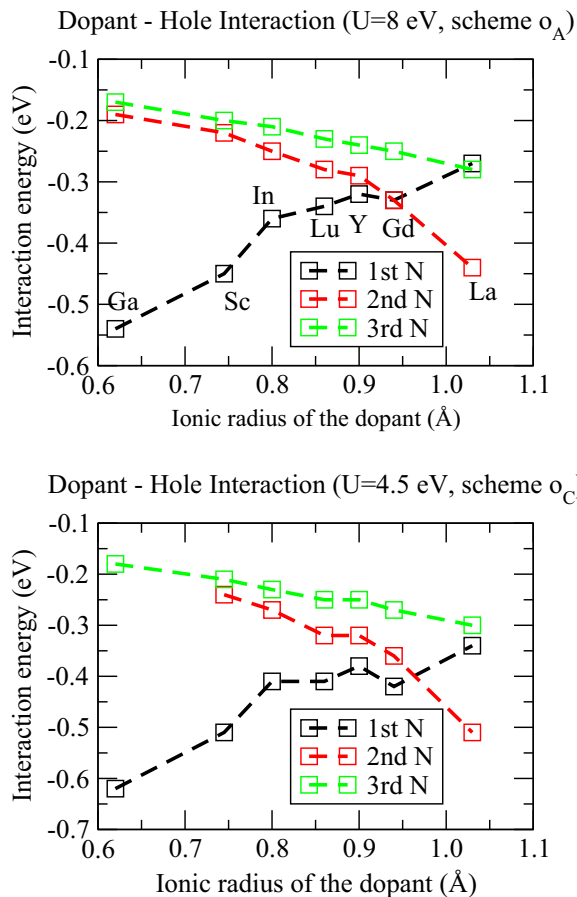 Dopant - Hole Interaction (U=8 eV, scheme o_A)
-0.1
-0.2
-0.3
-0.4
-0.5
-0.6
Interaction energy (eV)
Ga
Sc
In
Lu
Y
Gd
La
1st N
2nd N
3rd N
0.6 0.7 0.8 0.9 1.0 1.1
Ionic radius of the dopant (Å)
Dopant - Hole Interaction (U=4.5 eV, scheme o_C)
-0.1
-0.2
-0.3
-0.4
-0.5
-0.6
-0.7
Interaction energy (eV)
1st N
2nd N
3rd N
0.6 0.7 0.8 0.9 1.0 1.1
Ionic radius of the dopant (Å)